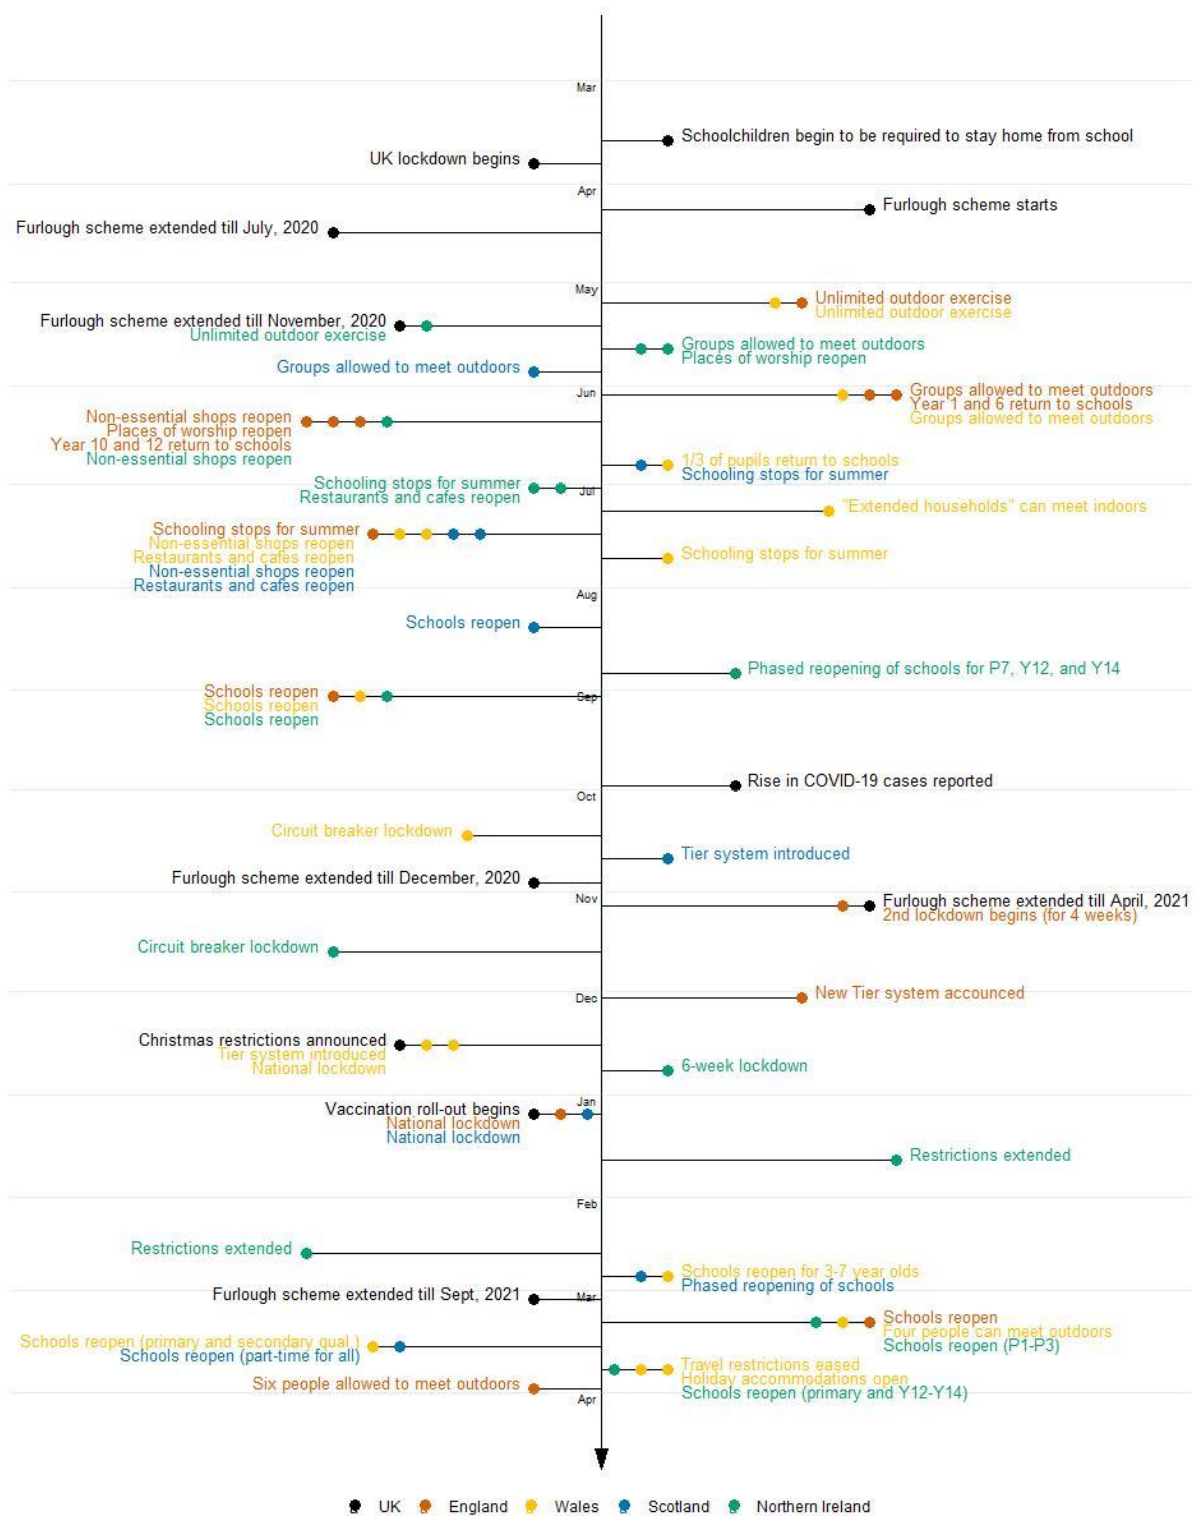 Mar
Schoolchildren begin to be required to stay home from school
UK lockdown begins
Apr
Furlough scheme starts
Furlough scheme extended till July, 2020
May
Unlimited outdoor exercise
Unlimited outdoor exercise
Furlough scheme extended till November, 2020
Unlimited outdoor exercise
Groups allowed to meet outdoors
Places of worship reopen
Groups allowed to meet outdoors
Jun
Groups allowed to meet outdoors
Year 1 and 6 return to schools
Groups allowed to meet outdoors
Non-essential shops reopen
Places of worship reopen
Year 10 and 12 return to schools
Non-essential shops reopen
1/3 of pupils return to schools
Schooling stops for summer
Schooling stops for summer
Restaurants and cafes reopen
Jul
"Extended households" can meet indoors
Schooling stops for summer
Non-essential shops reopen
Restaurants and cafes reopen
Non-essential shops reopen
Restaurants and cafes reopen
Schooling stops for summer
Aug
Schools reopen
Phased reopening of schools for P7, Y12, and Y14
Schools reopen
Schools reopen
Schools reopen
Sep
Rise in COVID-19 cases reported
Oct
Circuit breaker lockdown
Tier system introduced
Furlough scheme extended till December, 2020
Nov
Furlough scheme extended till April, 2021
2nd lockdown begins (for 4 weeks)
Circuit breaker lockdown
Dec
New Tier system accounced
Christmas restrictions announced
Tier system introduced
National lockdown
6-week lockdown
Jan
Vaccination roll-out begins
National lockdown
National lockdown
Restrictions extended
Feb
Restrictions extended
Schools reopen for 3-7 year olds
Phased reopening of schools
Furlough scheme extended till Sept, 2021
Mar
Schools reopen
Four people can meet outdoors
Schools reopen (P1-P3)
Schools reopen (primary and secondary qual.)
Schools reopen (part-time for all)
Travel restrictions eased
Holiday accommodations open
Schools reopen (primary and Y12-Y14)
Six people allowed to meet outdoors
Apr
UK England Wales Scotland Northern Ireland